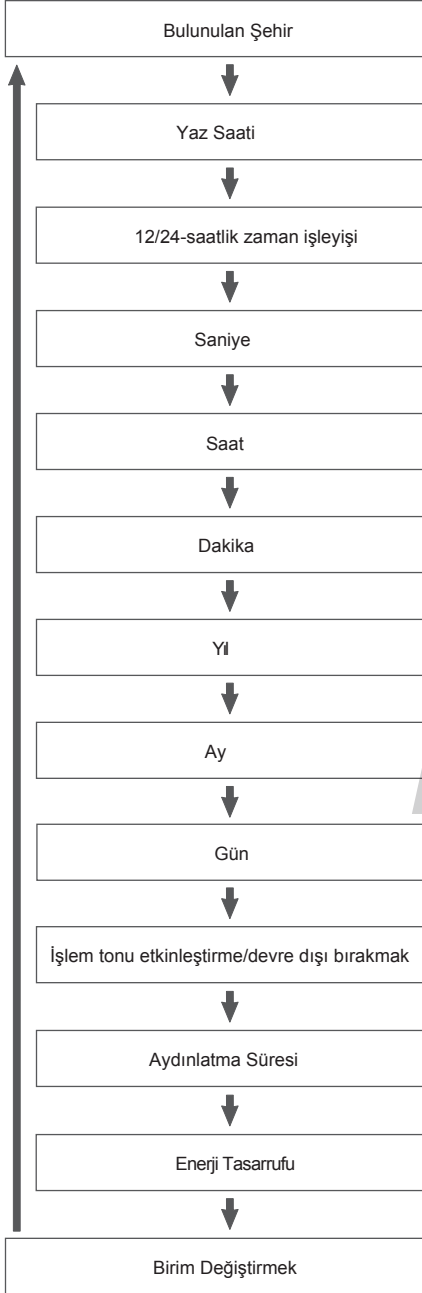 Bulunulan Şehir
Yaz Saati
12/24-saatlik zaman işleyişi
Saniye
Saat
Dakika
Yıl
Ay
Gün
İşlem tonu etkinleştirme/devre dışı bırakmak
Aydınlatma Süresi
Enerji Tasarrufu
Birim Değiştirmek